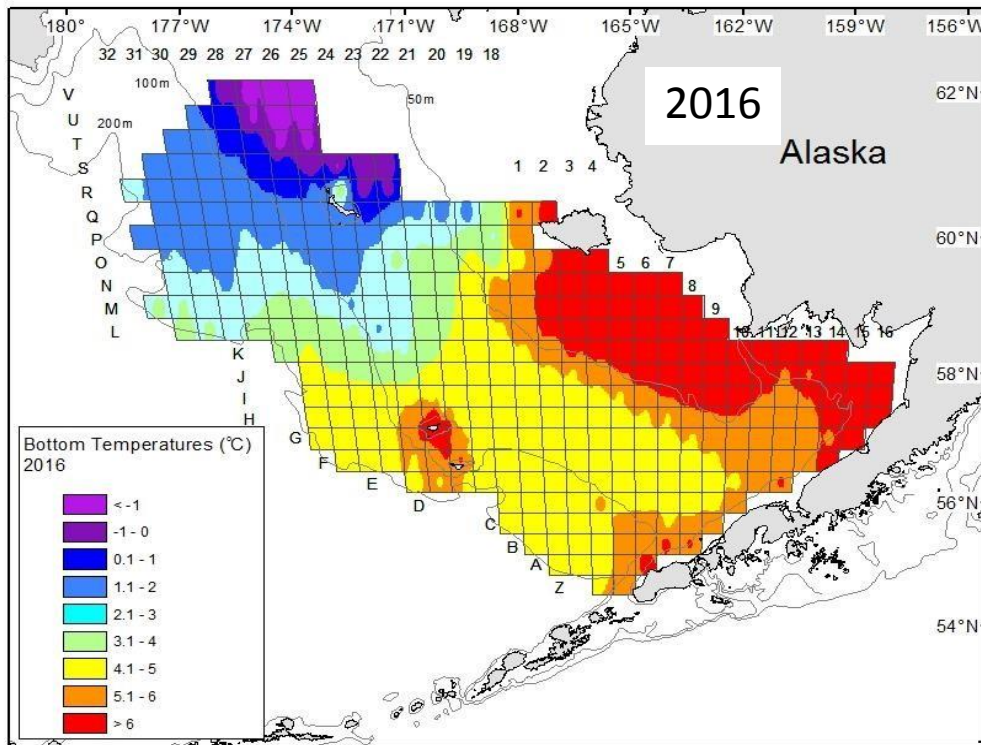 180° 177°W 174°W 171°W 168°W 165°W 162°W 159°W 156°W
32 31 30 29 28 27 26 25 24 23 22 21 20 19 18
100m
50m
200m
2016
62°N
Alaska
V
U
T
S
R
Q
P
O
N
M
L
1 2 3 4
60°N
5 6 7
8
9
10 11 12 13 14 15 16
K
J
I
H
G
F
E
D
C
B
A
Z
58°N
56°N
54°N
Bottom Temperatures (°C)
2016
< -1
-1 - 0
0.1 - 1
1.1 - 2
2.1 - 3
3.1 - 4
4.1 - 5
5.1 - 6
> 6